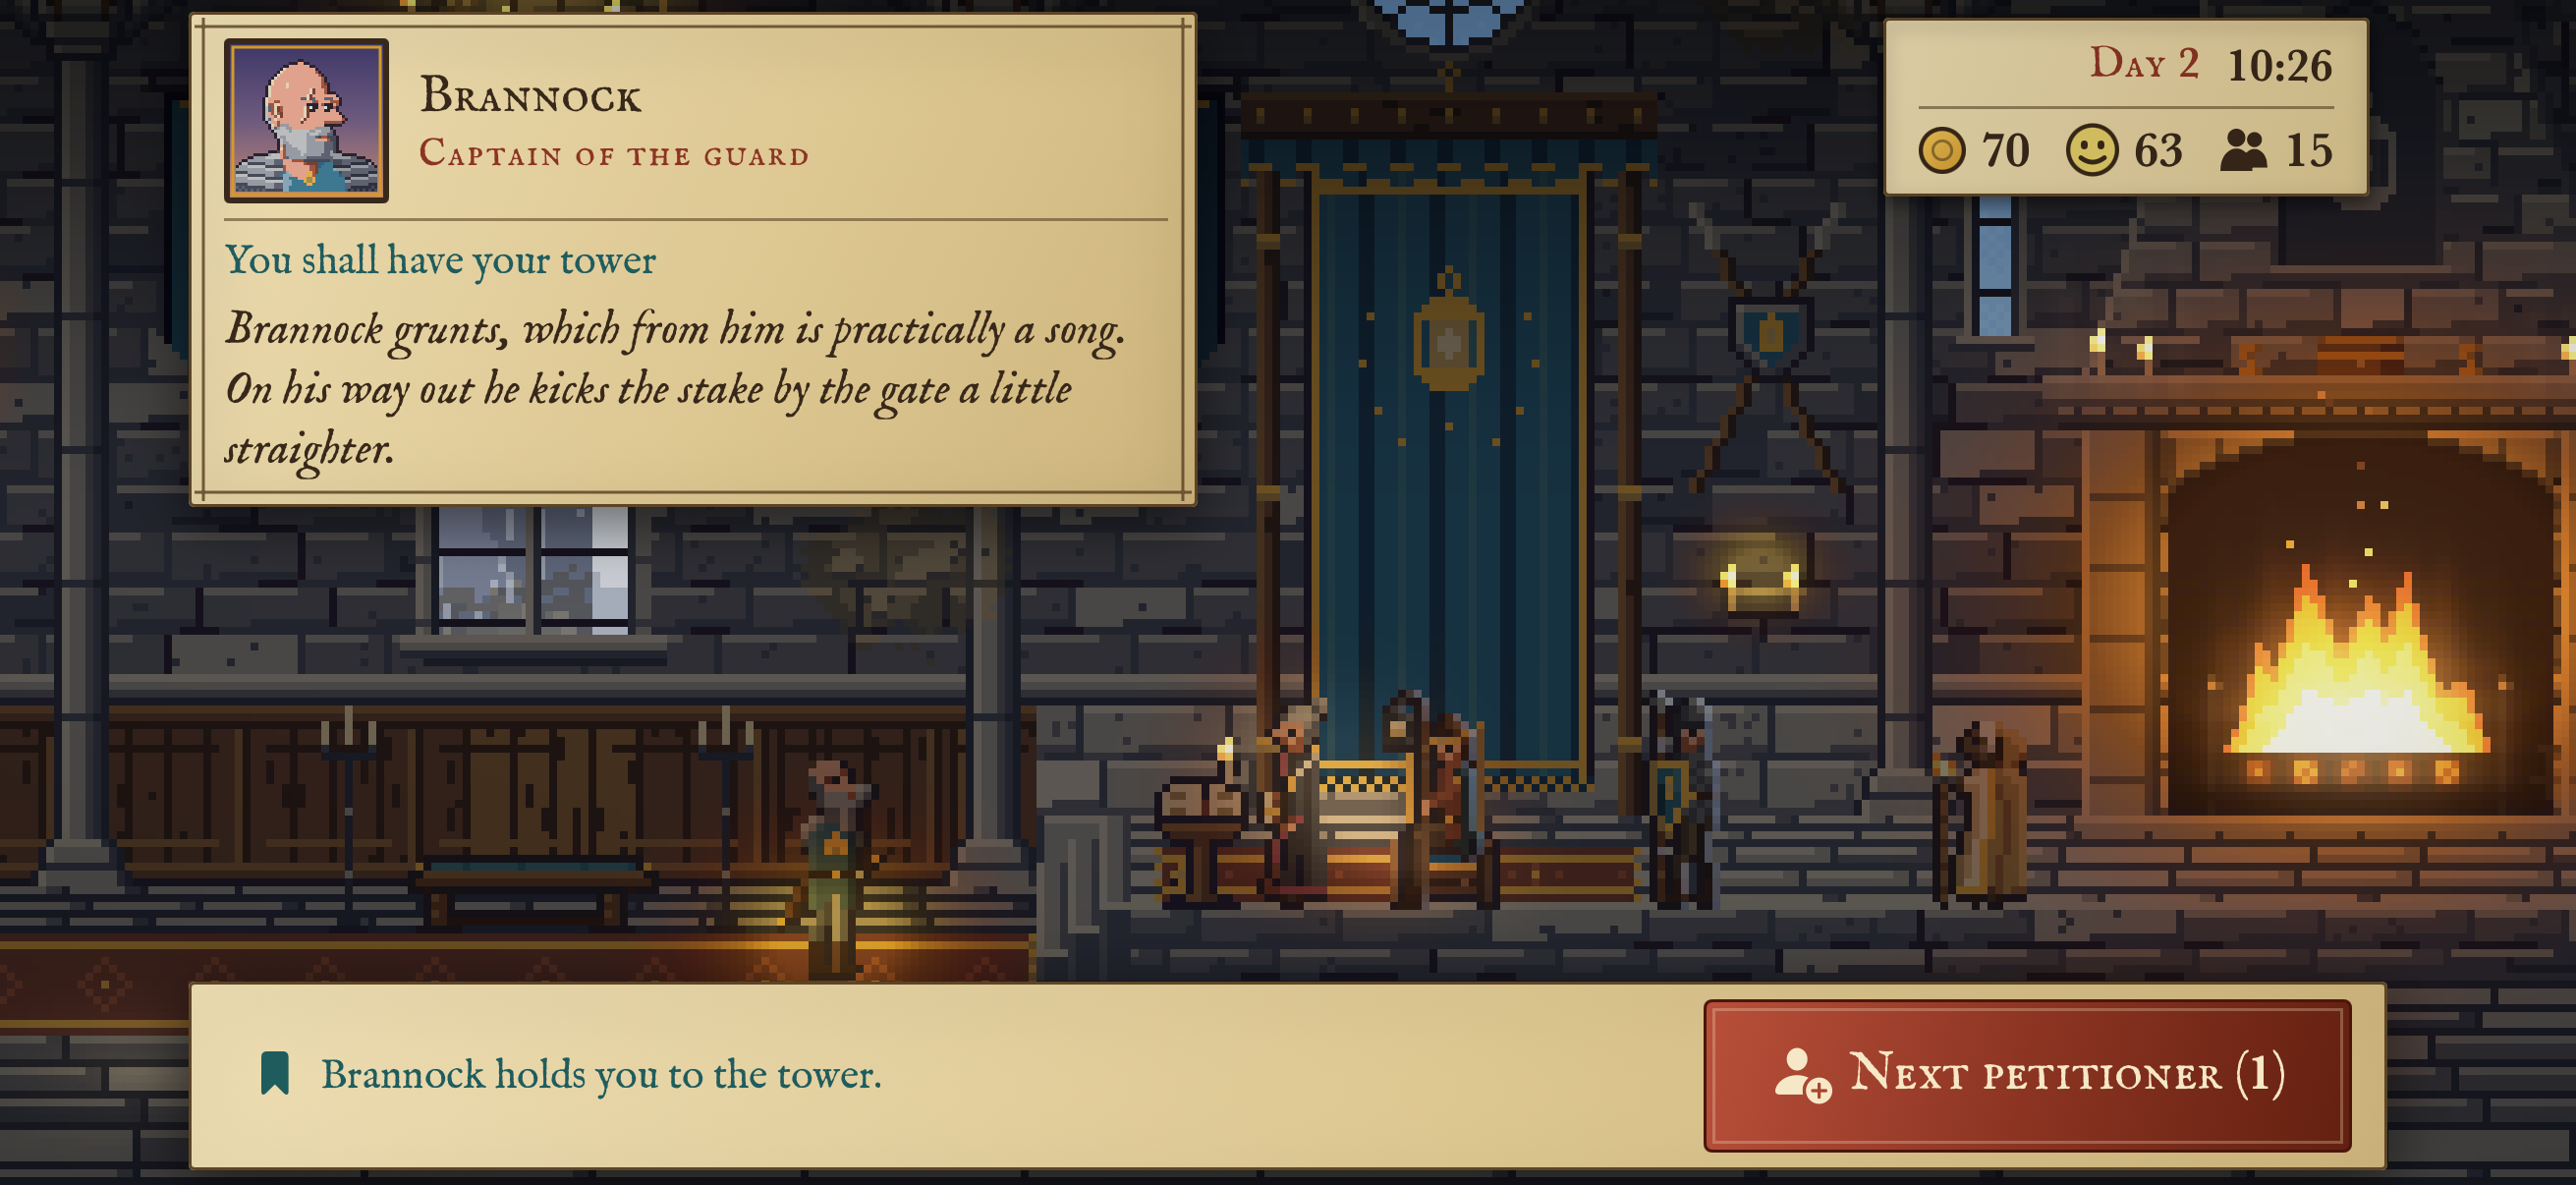 Brannock
Captain of the guard
You shall have your tower
Brannock grunts, which from him is practically a song.
On his way out he kicks the stake by the gate a little
straighter.
Day 2 10:26
70 63 15
Brannock holds you to the tower.
Next petitioner (1)